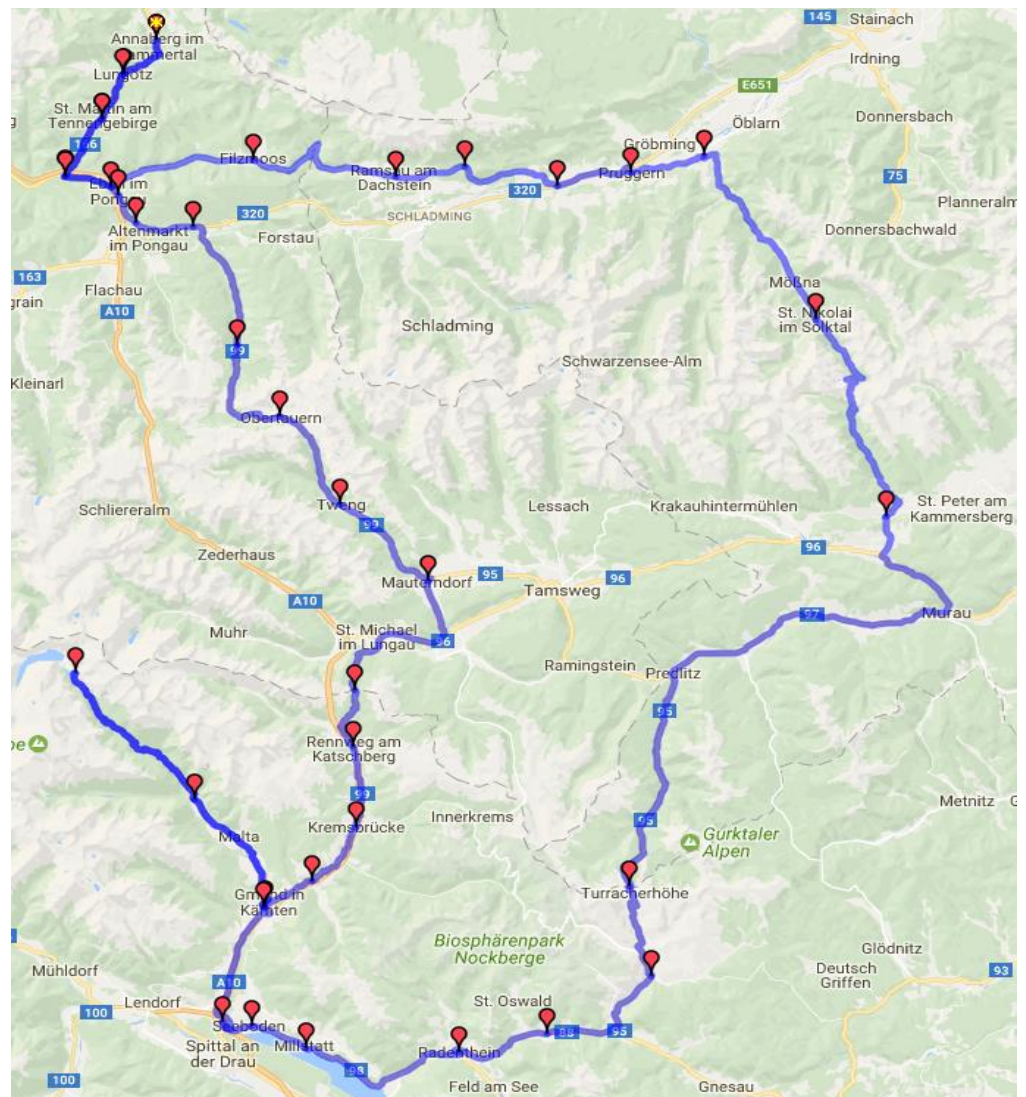 145
Stainach
Annaberg im
Lammertal
Irdning
Lungötz
E651
St. Martin am
Tennengebirge
Öblarn
Donnersbach
166
Gröbming
Filzmoos
Ramsau am
Dachstein
Pruggern
75
Eben im
Pongau
320
Planneralm
SCHLADMING
320
Altenmarkt
im Pongau
Forstau
Donnersbachwald
163
Flachau
Mößna
grain
A10
St. Nikolai
im Sölktal
Schladming
99
Schwarzensee-Alm
Kleinarl
Obertauern
Tweng
Lessach
Krakauhintermühlen
St. Peter am
Kammersberg
Schliereralm
99
96
Zederhaus
95
96
Mauterndorf
Tamsweg
A10
Muhr
St. Michael
im Lungau
96
97
Murau
Ramingstein
Predlitz
95
pe
Rennweg am
Katschberg
99
Metnitz
Kremsbrücke
Innerkrems
95
Malta
Gurktaler
Alpen
Gmünd in
Kärnten
Turracherhöhe
Biosphärenpark
Nockberge
Glödnitz
Mühldorf
Deutsch
Griffen
93
A10
St. Oswald
Lendorf
100
Seeboden
88
95
Spittal an
der Drau
Millstatt
Radenthein
98
100
Feld am See
Gnesau